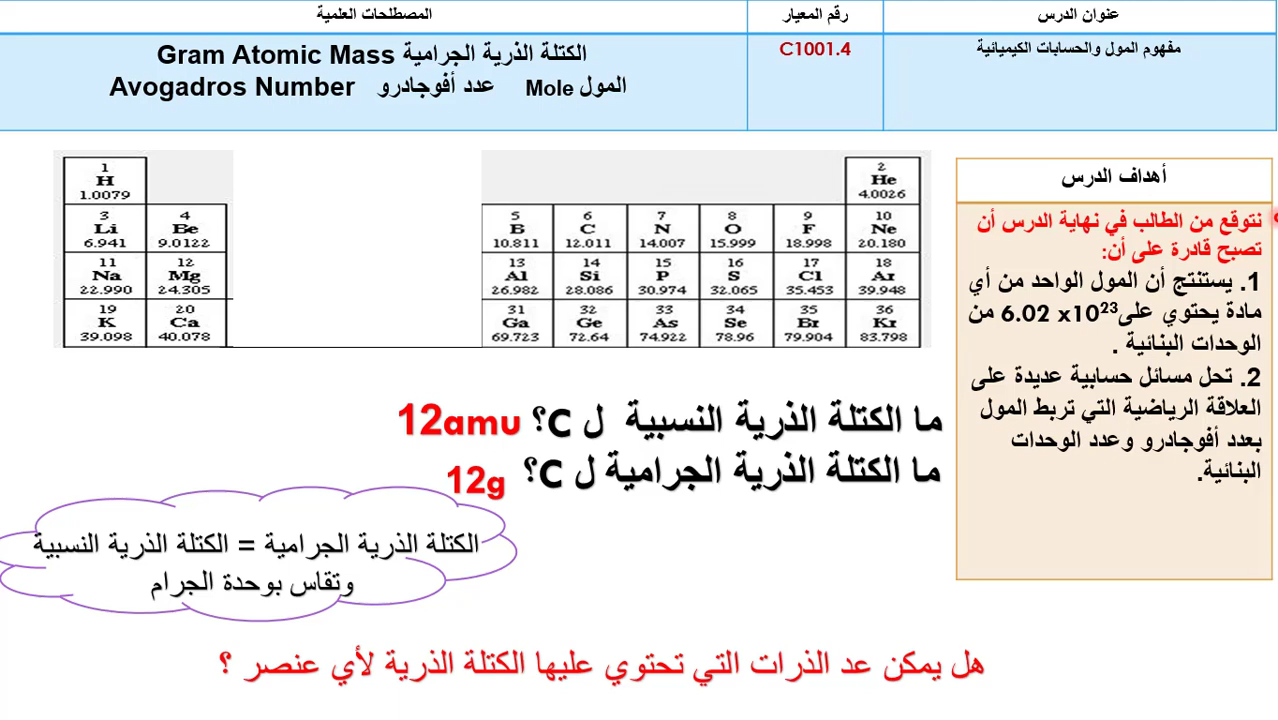 عنوان الدرس
رقم المعيار
المصطلحات العلمية
مفهوم المول والحسابات الكيميائية
C1001.4
الكتلة الذرية الجرامية Gram Atomic Mass
المول Mole عدد أفوجادرو Avogadros Number
أهداف الدرس
نتوقع من الطالب في نهاية الدرس أن
تصبح قادرة على أن:
1. يستنتج أن المول الواحد من أي
مادة يحتوي على 6.02 x10²³ من
الوحدات البنائية .
2. تحل مسائل حسابية عديدة على
العلاقة الرياضية التي تربط المول
بعدد أفوجادرو وعدد الوحدات
البنائية.
1 2
H He
1.0079 4.0026
3 4 5 6 7 8 9 10
Li Be B C N O F Ne
6.941 9.0122 10.811 12.011 14.007 15.999 18.998 20.180
11 12 13 14 15 16 17 18
Na Mg Al Si P S Cl Ar
22.990 24.305 26.982 28.086 30.974 32.065 35.453 39.948
19 20 31 32 33 34 35 36
K Ca Ga Ge As Se Br Kr
39.098 40.078 69.723 72.64 74.922 78.96 79.904 83.798
ما الكتلة الذرية النسبية ل C؟ 12amu
ما الكتلة الذرية الجرامية ل C؟ 12g
الكتلة الذرية الجرامية = الكتلة الذرية النسبية
وتقاس بوحدة الجرام
هل يمكن عد الذرات التي تحتوي عليها الكتلة الذرية لأي عنصر ؟